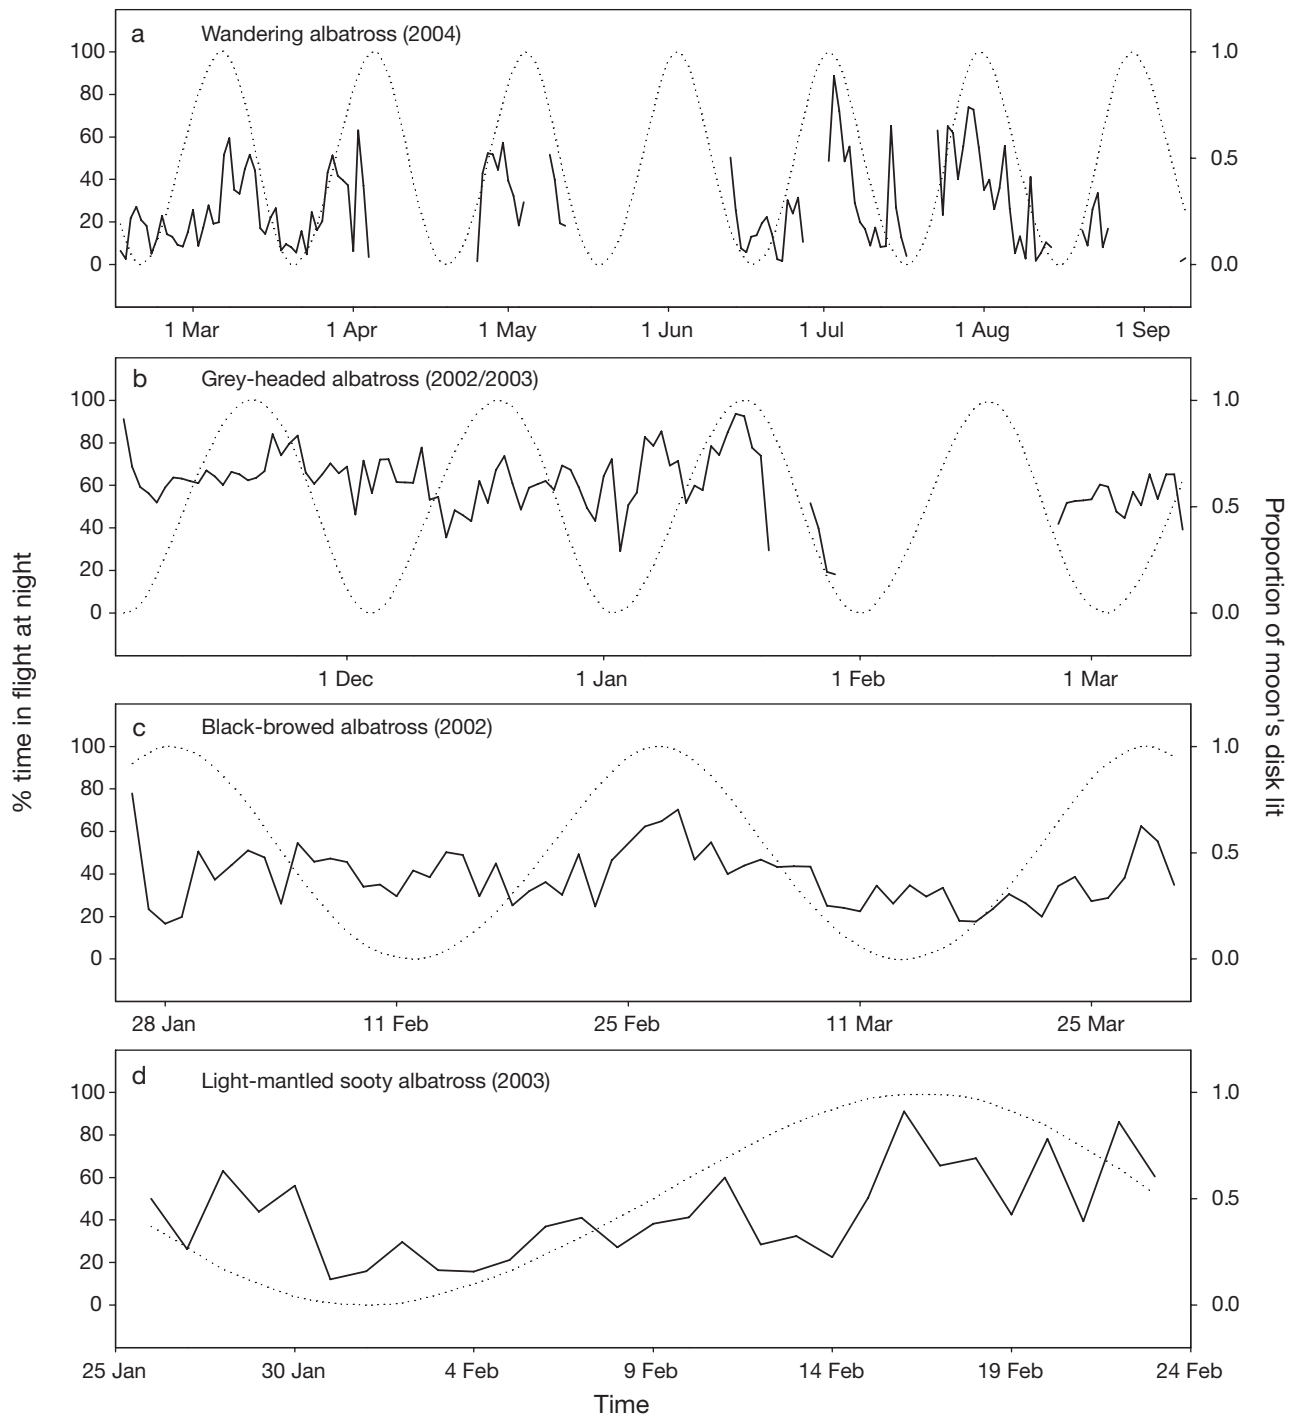 a Wandering albatross (2004)
100 1.0
80
60
0.5
40
20
0 0.0
1 Mar 1 Apr 1 May 1 Jun 1 Jul 1 Aug 1 Sep
b Grey-headed albatross (2002/2003)
100 1.0
80
60
0.5
40
20
0 0.0
1 Dec 1 Jan 1 Feb 1 Mar
% time in flight at night
Proportion of moon's disk lit
c Black-browed albatross (2002)
100 1.0
80
60
0.5
40
20
0 0.0
28 Jan 11 Feb 25 Feb 11 Mar 25 Mar
d Light-mantled sooty albatross (2003)
100 1.0
80
60
0.5
40
20
0 0.0
25 Jan 30 Jan 4 Feb 9 Feb 14 Feb 19 Feb 24 Feb
Time